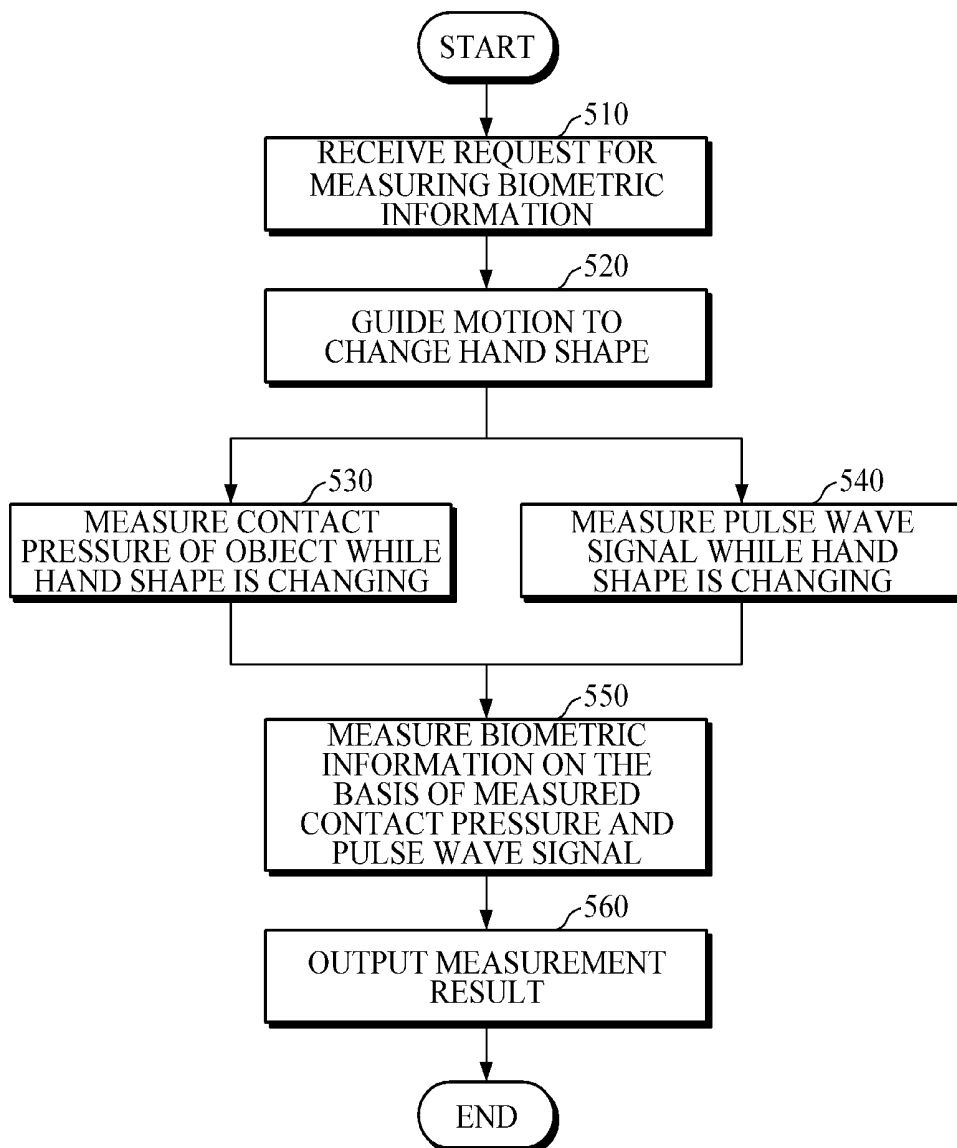 START
510
RECEIVE REQUEST FOR
MEASURING BIOMETRIC
INFORMATION
520
GUIDE MOTION TO
CHANGE HAND SHAPE
530
MEASURE CONTACT
PRESSURE OF OBJECT WHILE
HAND SHAPE IS CHANGING
540
MEASURE PULSE WAVE
SIGNAL WHILE HAND
SHAPE IS CHANGING
550
MEASURE BIOMETRIC
INFORMATION ON THE
BASIS OF MEASURED
CONTACT PRESSURE AND
PULSE WAVE SIGNAL
560
OUTPUT MEASUREMENT
RESULT
END